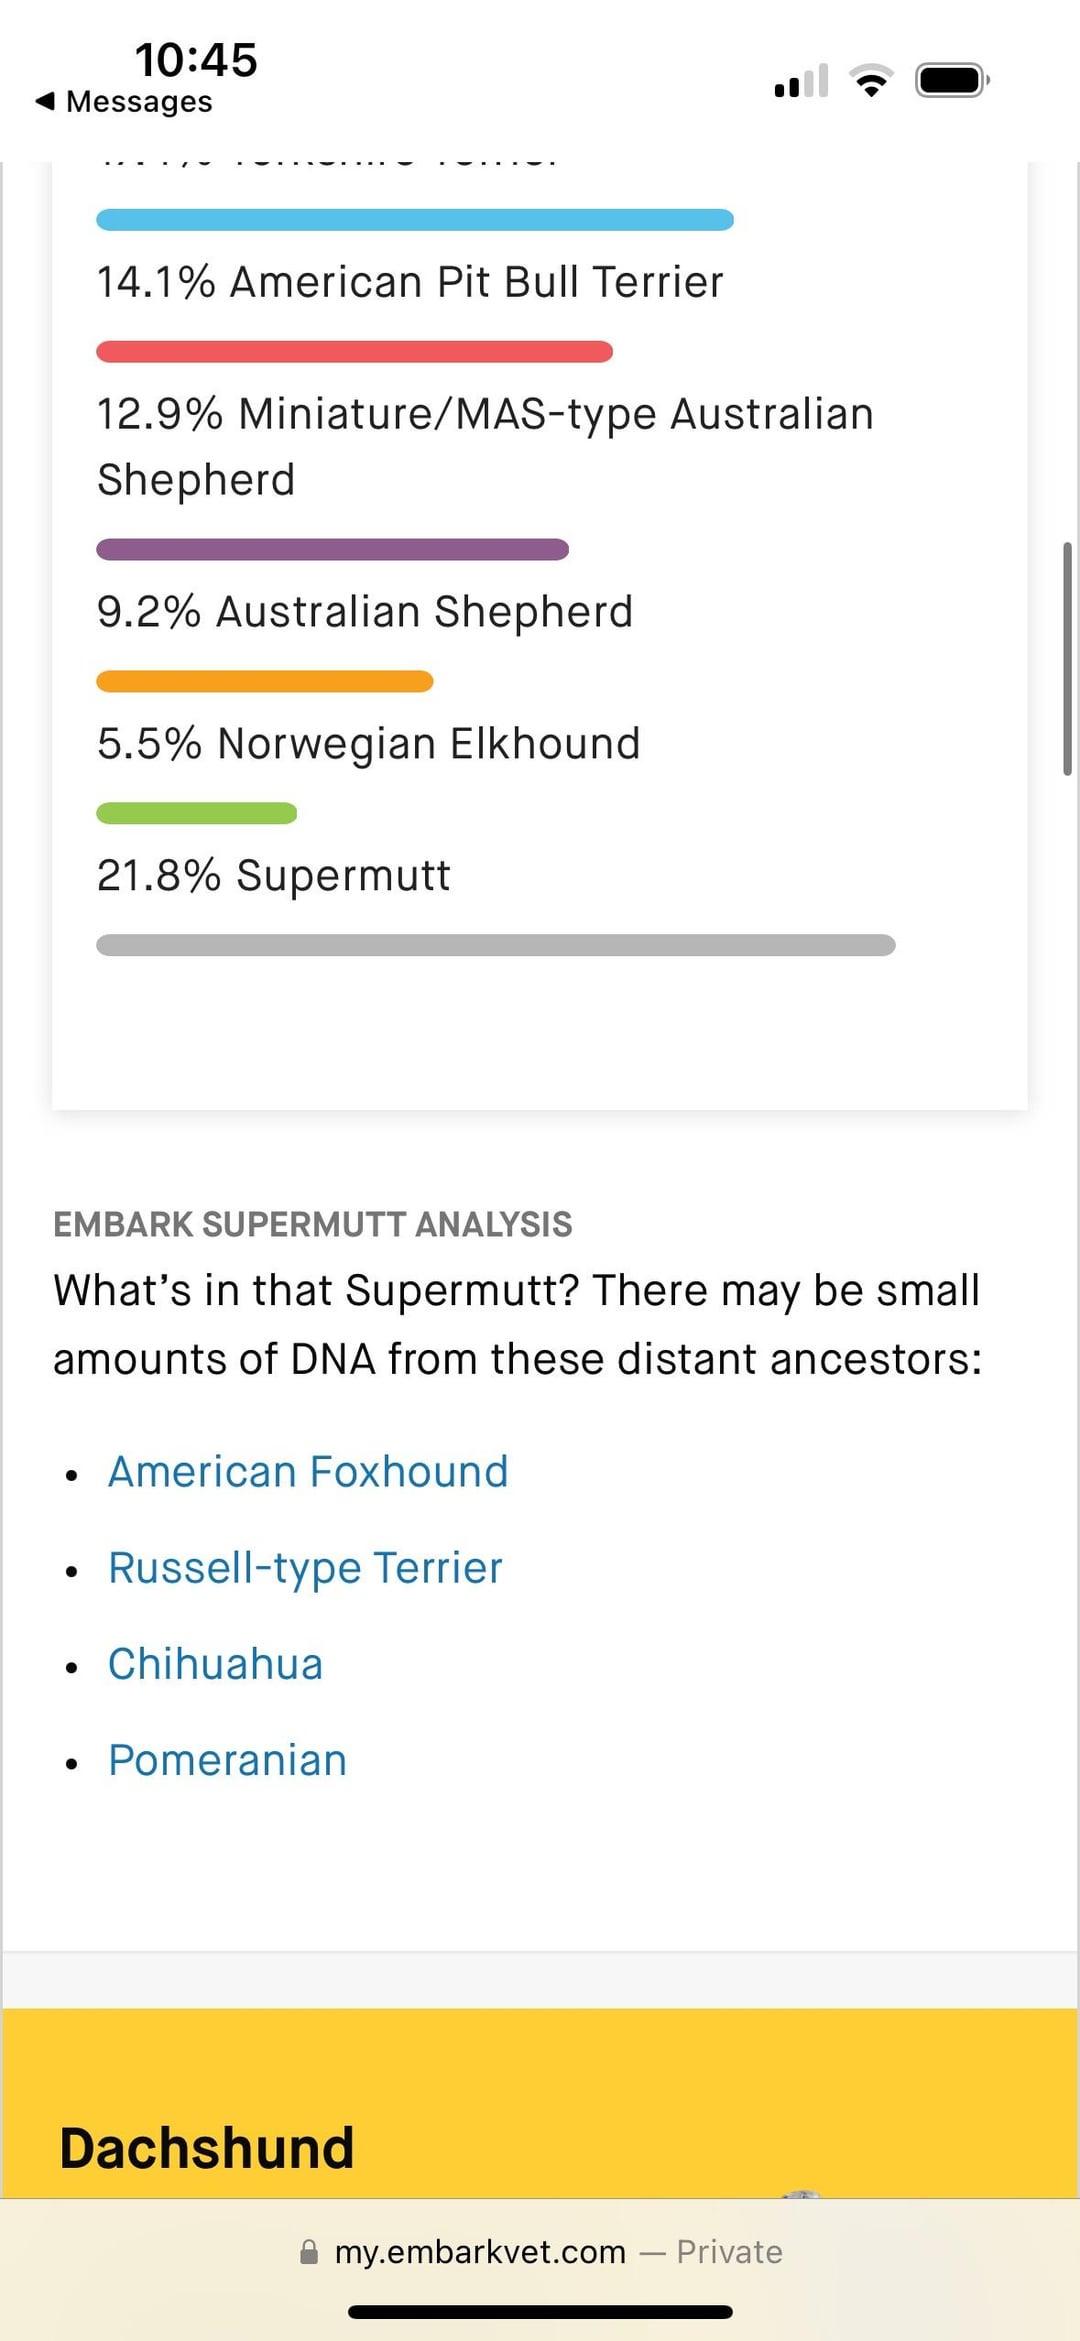 10:45
◀ Messages
14.1% American Pit Bull Terrier
12.9% Miniature/MAS-type Australian
Shepherd
9.2% Australian Shepherd
5.5% Norwegian Elkhound
21.8% Supermutt
EMBARK SUPERMUTT ANALYSIS
What’s in that Supermutt? There may be small
amounts of DNA from these distant ancestors:
• American Foxhound
• Russell-type Terrier
• Chihuahua
• Pomeranian
Dachshund
my.embarkvet.com — Private